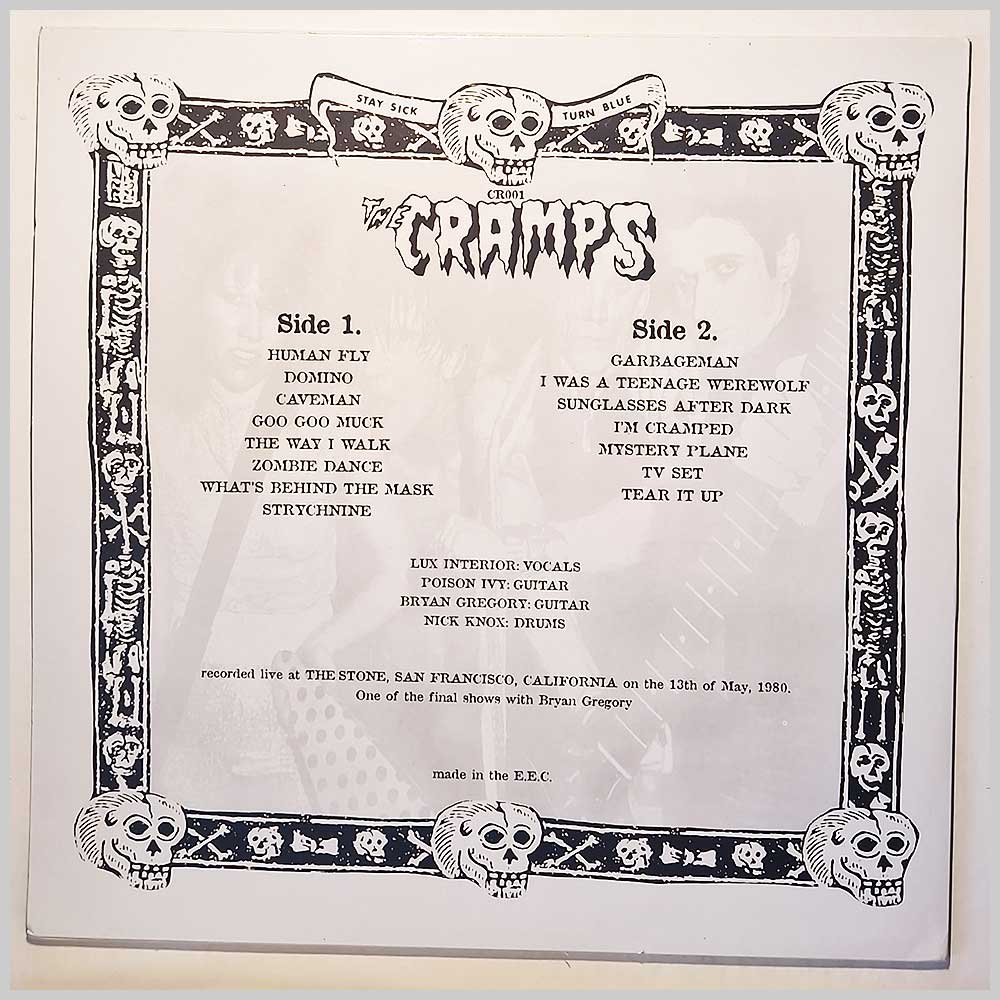 STAY SICK TURN BLUE
CR001
THE CRAMPS
Side 1.
HUMAN FLY
DOMINO
CAVEMAN
GOO GOO MUCK
THE WAY I WALK
ZOMBIE DANCE
WHAT'S BEHIND THE MASK
STRYCHNINE
Side 2.
GARBAGEMAN
I WAS A TEENAGE WEREWOLF
SUNGLASSES AFTER DARK
I'M CRAMPED
MYSTERY PLANE
TV SET
TEAR IT UP
LUX INTERIOR: VOCALS
POISON IVY: GUITAR
BRYAN GREGORY: GUITAR
NICK KNOX: DRUMS
recorded live at THE STONE, SAN FRANCISCO, CALIFORNIA on the 13th of May, 1980.
One of the final shows with Bryan Gregory
made in the E.E.C.